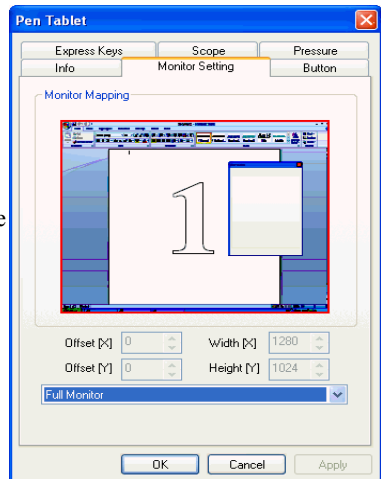 Pen Tablet
Express Keys Scope Pressure
Info Monitor Setting Button
Monitor Mapping
1
e
Offset [X] 0 Width [X] 1280
Offset [Y] 0 Height [Y] 1024
Full Monitor
OK Cancel Apply